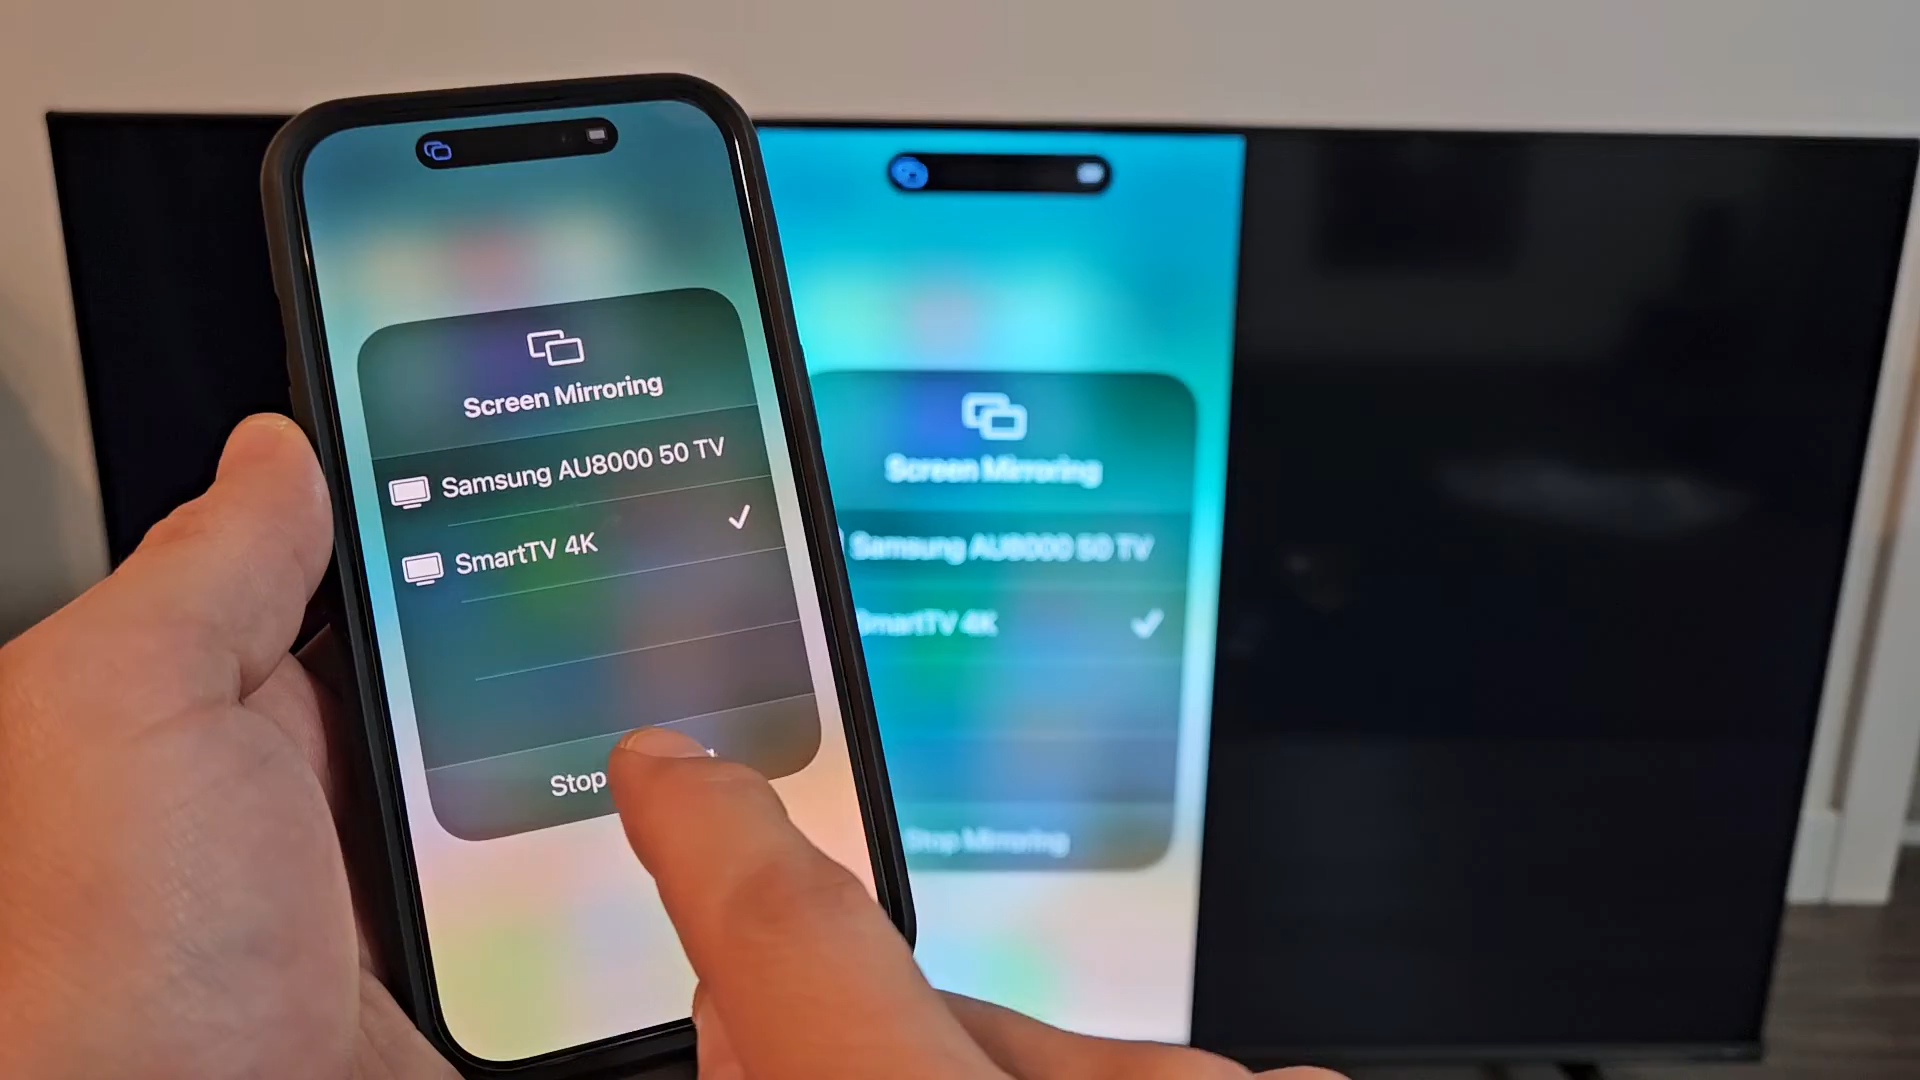 Screen Mirroring
Samsung AU8000 50 TV
SmartTV 4K
Stop
Screen Mirroring
Samsung AU8000 50 TV
SmartTV 4K
Stop Mirroring